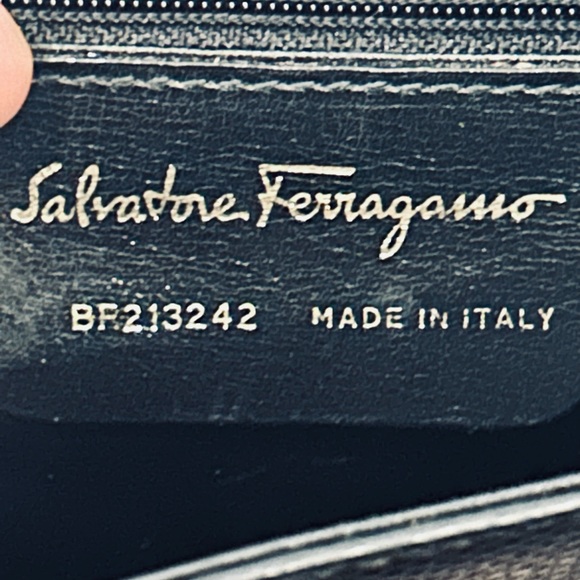 Salvatore Ferragamo
BF213242 MADE IN ITALY